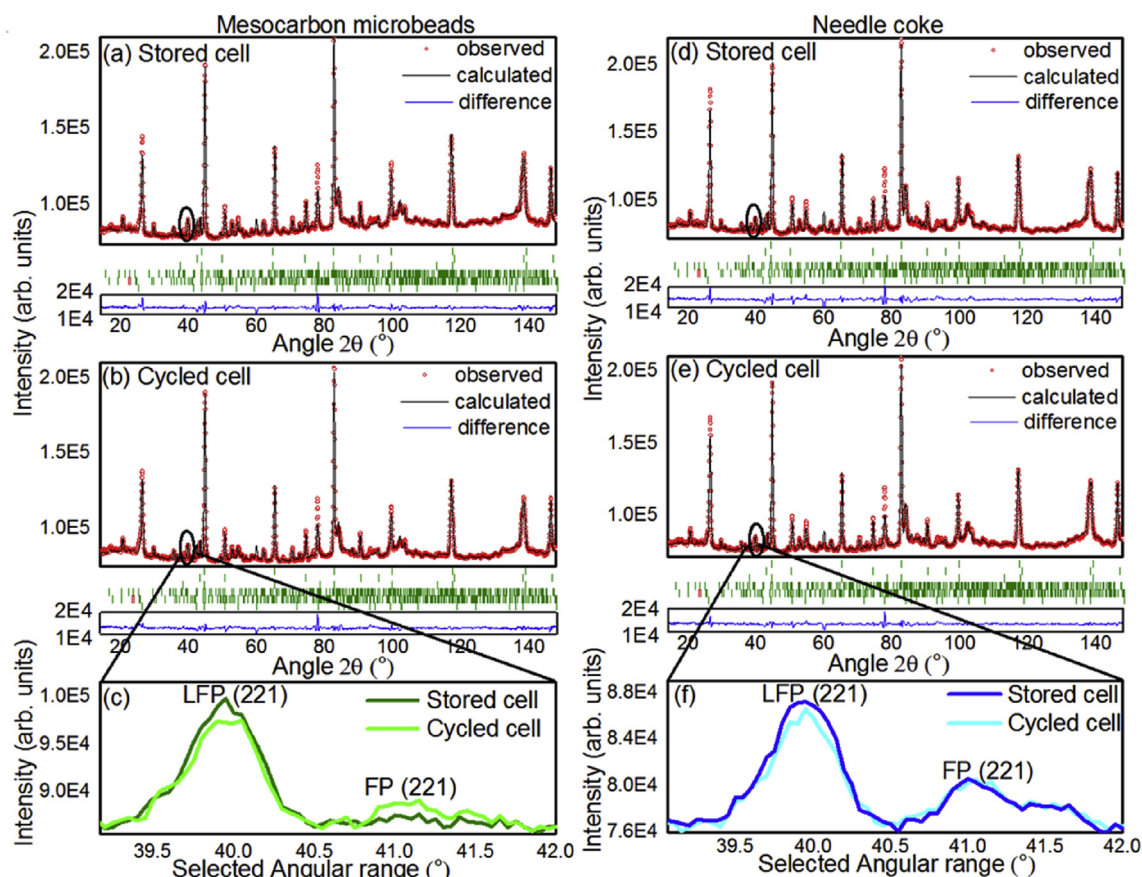 Mesocarbon microbeads
(a) Stored cell
observed
calculated
difference
2.0E5
1.5E5
1.0E5
2E4
1E4
20 40 60 80 100 120 140
Angle 2θ (°)
Intensity (arb. units)
(b) Cycled cell
observed
calculated
difference
2.0E5
1.5E5
1.0E5
2E4
1E4
20 40 60 80 100 120 140
Angle 2θ (°)
(c)
LFP (221)
FP (221)
Stored cell
Cycled cell
1.0E5
9.5E4
9.0E4
Intensity (arb. units)
39.5 40.0 40.5 41.0 41.5 42.0
Selected Angular range (°)
Needle coke
(d) Stored cell
observed
calculated
difference
2.0E5
1.5E5
1.0E5
2E4
1E4
20 40 60 80 100 120 140
Angle 2θ (°)
Intensity (arb. units)
(e) Cycled cell
observed
calculated
difference
2.0E5
1.5E5
1.0E5
2E4
1E4
20 40 60 80 100 120 140
Angle 2θ (°)
(f)
LFP (221)
FP (221)
Stored cell
Cycled cell
8.8E4
8.4E4
8.0E4
7.6E4
Intensity (arb. units)
39.5 40.0 40.5 41.0 41.5 42.0
Selected Angular range (°)